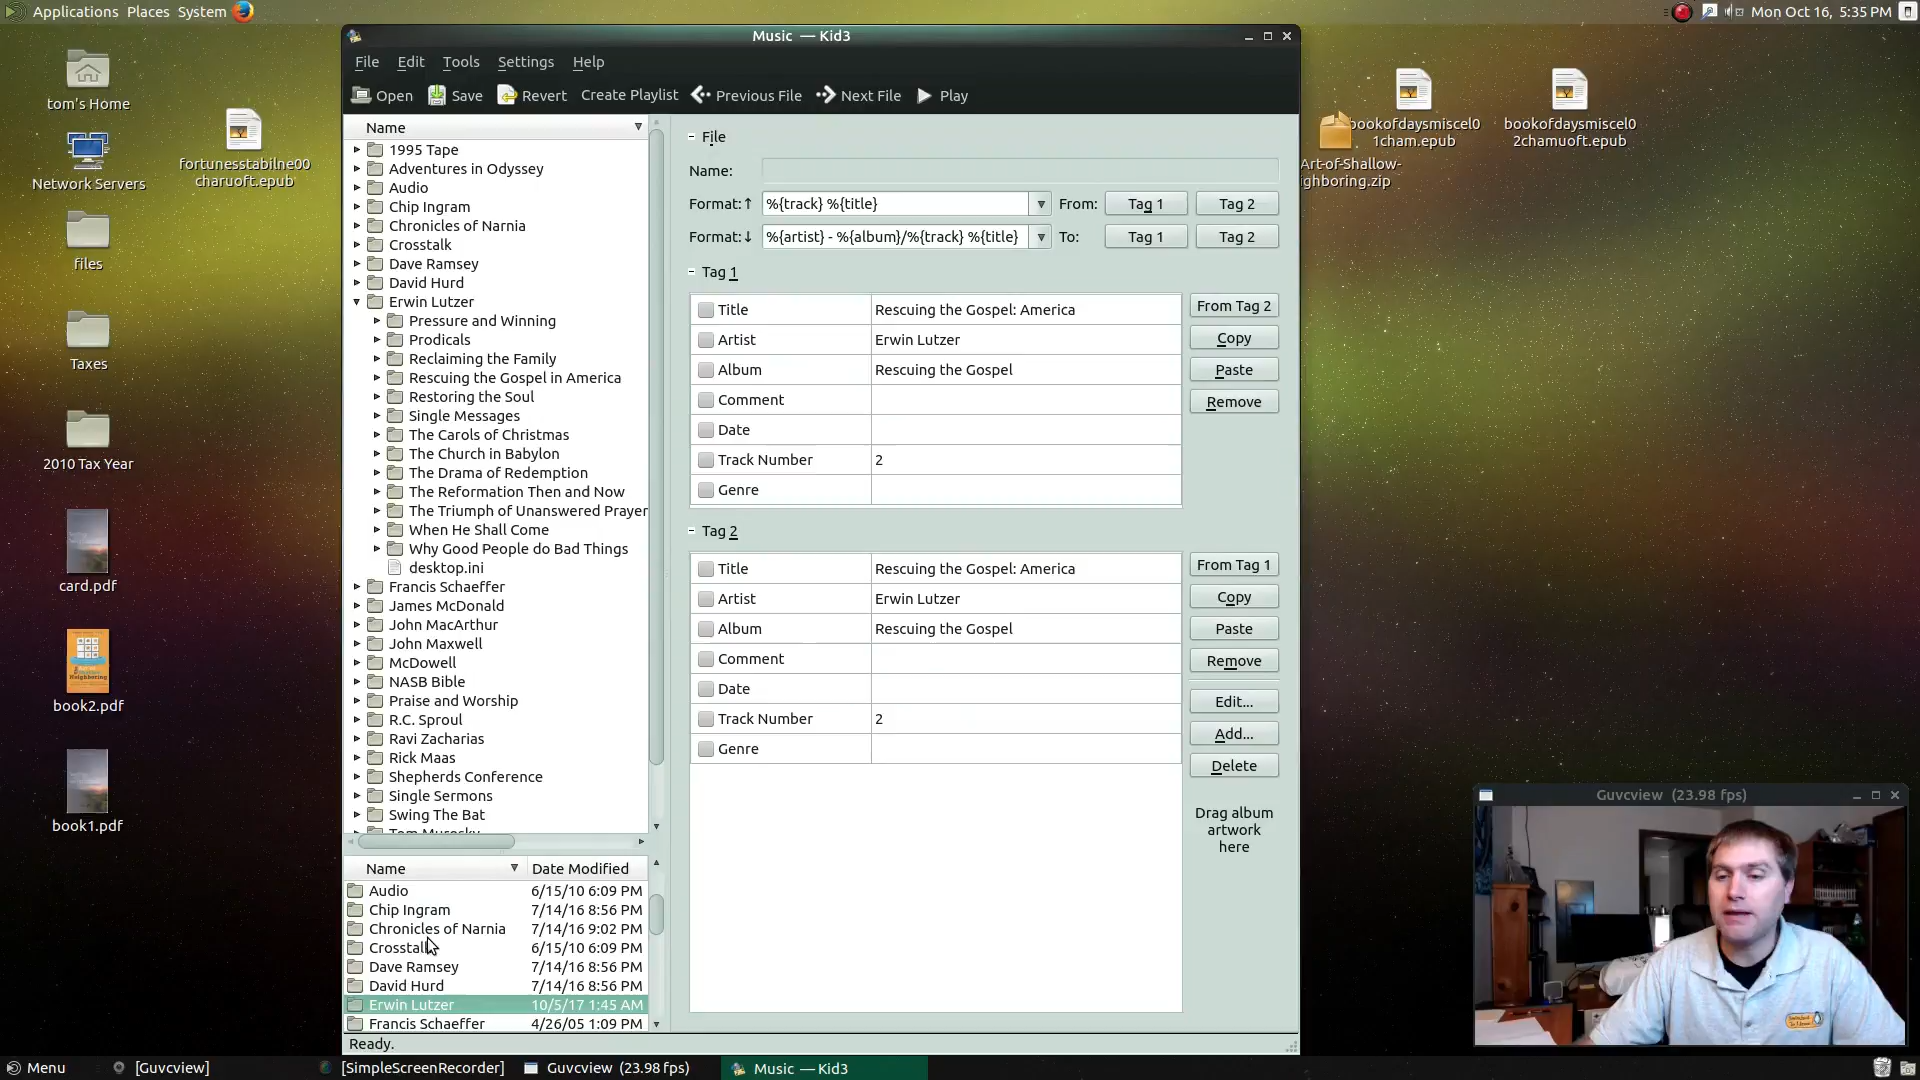 Applications Places System
Mon Oct 16, 5:35 PM
tom's Home
Network Servers
files
Taxes
2010 Tax Year
card.pdf
book2.pdf
book1.pdf
fortunesstabilne00
charuoft.epub
Music — Kid3
File Edit Tools Settings Help
Open Save Revert Create Playlist Previous File Next File Play
Name
1995 Tape
Adventures in Odyssey
Audio
Chip Ingram
Chronicles of Narnia
Crosstalk
Dave Ramsey
David Hurd
Erwin Lutzer
Pressure and Winning
Prodicals
Reclaiming the Family
Rescuing the Gospel in America
Restoring the Soul
Single Messages
The Carols of Christmas
The Church in Babylon
The Drama of Redemption
The Reformation Then and Now
The Triumph of Unanswered Prayer
When He Shall Come
Why Good People do Bad Things
desktop.ini
Francis Schaeffer
James McDonald
John MacArthur
John Maxwell
McDowell
NASB Bible
Praise and Worship
R.C. Sproul
Ravi Zacharias
Rick Maas
Shepherds Conference
Single Sermons
Swing The Bat
Name Date Modified
Audio 6/15/10 6:09 PM
Chip Ingram 7/14/16 8:56 PM
Chronicles of Narnia 7/14/16 9:02 PM
Crosstalk 6/15/10 6:09 PM
Dave Ramsey 7/14/16 8:56 PM
David Hurd 7/14/16 8:56 PM
Erwin Lutzer 10/5/17 1:45 AM
Francis Schaeffer 4/26/05 1:09 PM
Ready.
File
Name:
Format:↑ %{track} %{title} From: Tag 1 Tag 2
Format:↓ %{artist} - %{album}/%{track} %{title} To: Tag 1 Tag 2
Tag 1
Title Rescuing the Gospel: America
Artist Erwin Lutzer
Album Rescuing the Gospel
Comment
Date
Track Number 2
Genre
From Tag 2
Copy
Paste
Remove
Tag 2
Title Rescuing the Gospel: America
Artist Erwin Lutzer
Album Rescuing the Gospel
Comment
Date
Track Number 2
Genre
From Tag 1
Copy
Paste
Remove
Edit...
Add...
Delete
Drag album
artwork
here
bookofdaysmiscel0
1cham.epub
bookofdaysmiscel0
2chamuoft.epub
Art-of-Shallow-
ighboring.zip
Guvcview (23.98 fps)
Menu [Guvcview] [SimpleScreenRecorder] Guvcview (23.98 fps) Music — Kid3